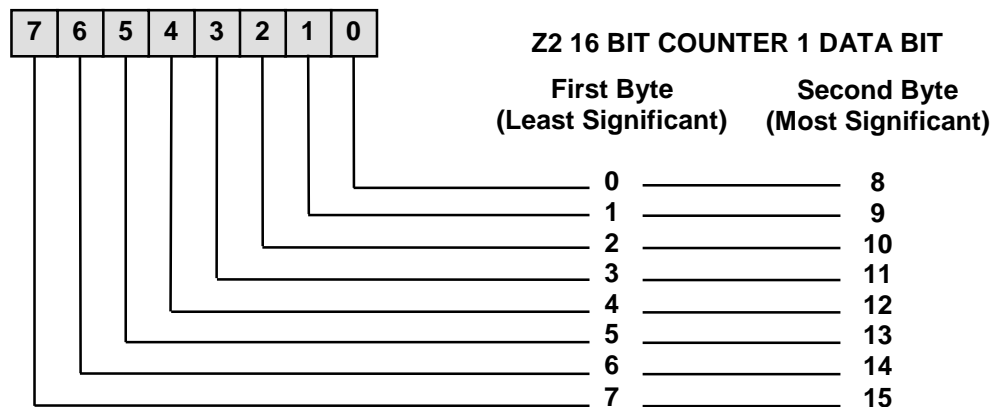 7 6 5 4 3 2 1 0
Z2 16 BIT COUNTER 1 DATA BIT
First Byte Second Byte
(Least Significant) (Most Significant)
0 8
1 9
2 10
3 11
4 12
5 13
6 14
7 15